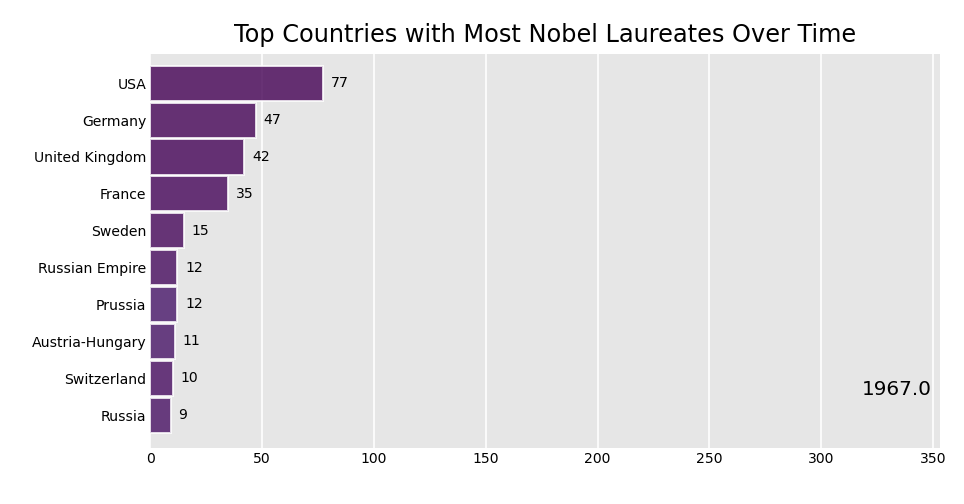 Top Countries with Most Nobel Laureates Over Time
USA 77
Germany 47
United Kingdom 42
France 35
Sweden 15
Russian Empire 12
Prussia 12
Austria-Hungary 11
Switzerland 10
1967.0
Russia 9
0 50 100 150 200 250 300 350